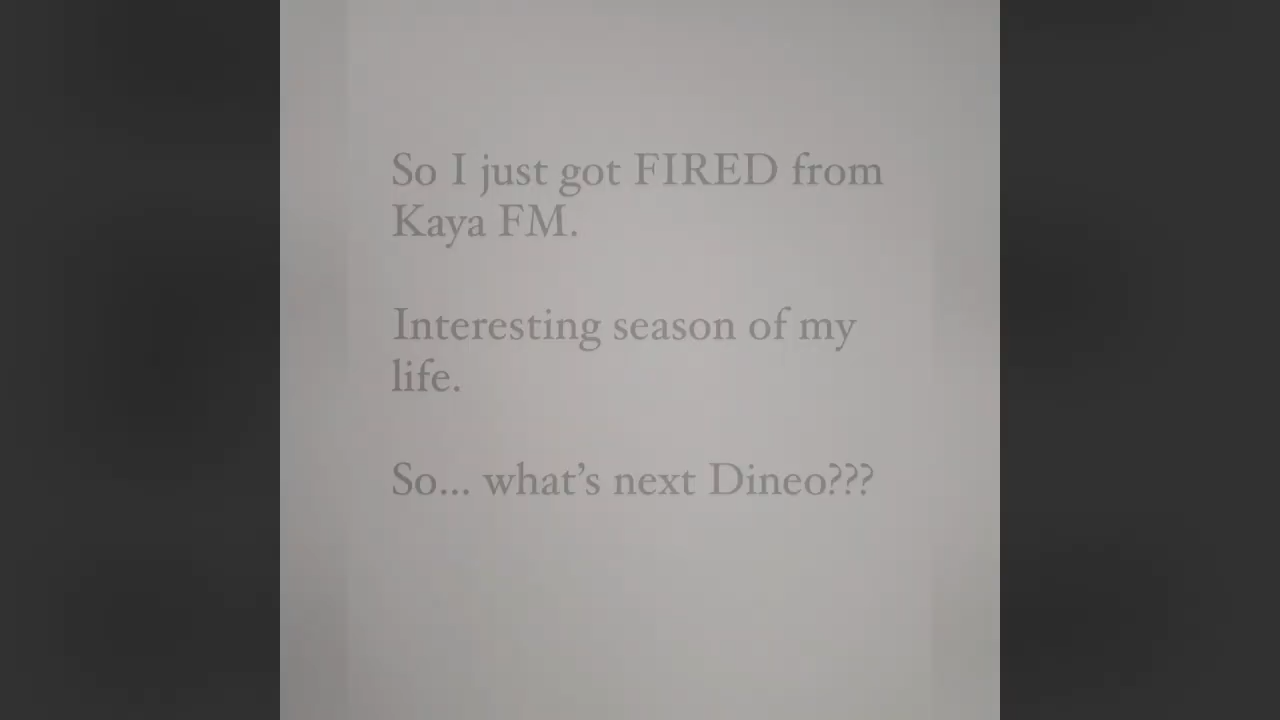 So I just got FIRED from
Kaya FM.
Interesting season of my
life.
So... what's next Dineo???